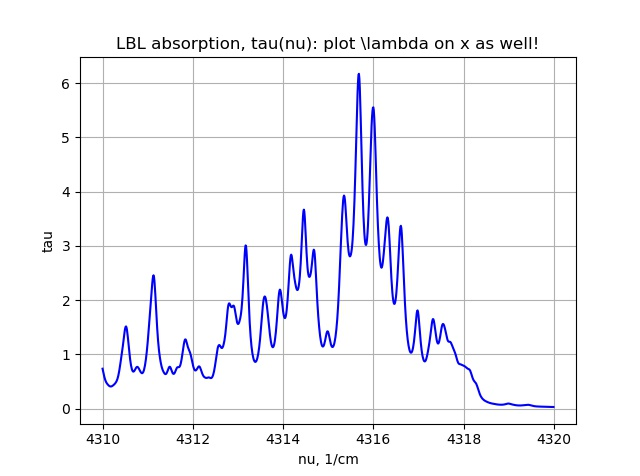 LBL absorption, tau(nu): plot \lambda on x as well!
6
5
4
3
2
1
0
tau
4310 4312 4314 4316 4318 4320
nu, 1/cm